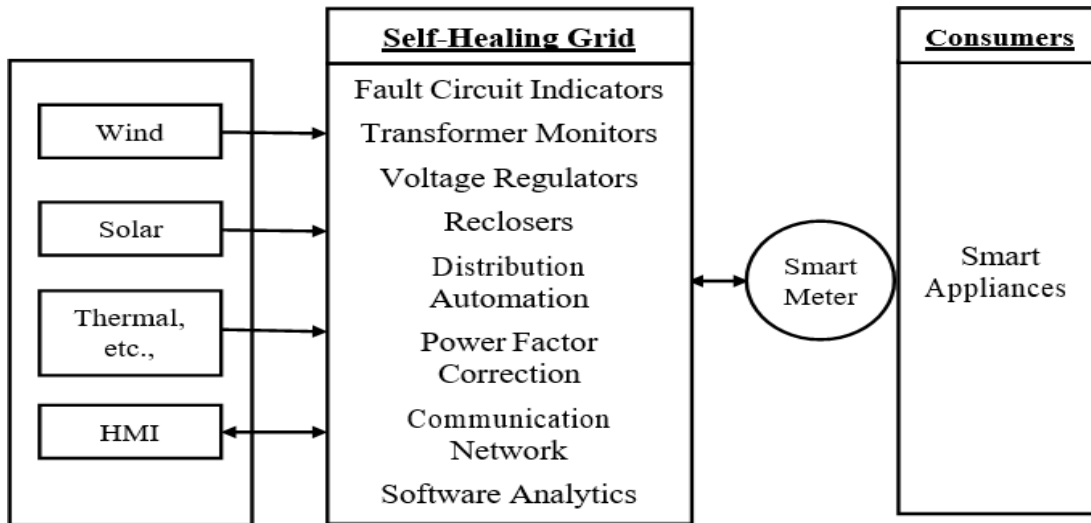 Wind
Solar
Thermal,
etc.,
HMI
Self-Healing Grid
Fault Circuit Indicators
Transformer Monitors
Voltage Regulators
Reclosers
Distribution
Automation
Power Factor
Correction
Communication
Network
Software Analytics
Smart
Meter
Consumers
Smart
Appliances